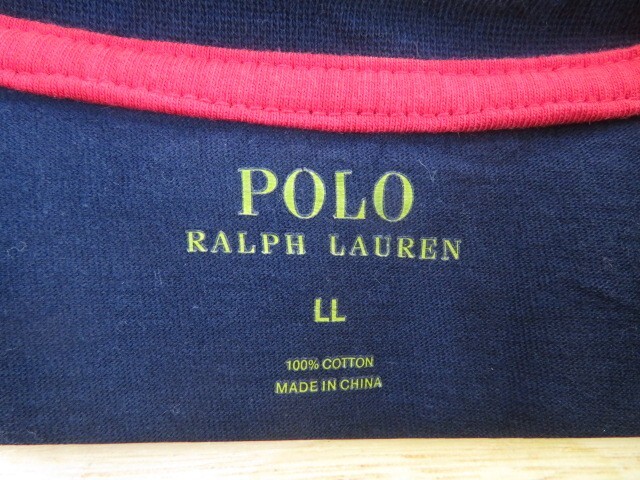 POLO
RALPH LAUREN
LL
100% COTTON
MADE IN CHINA